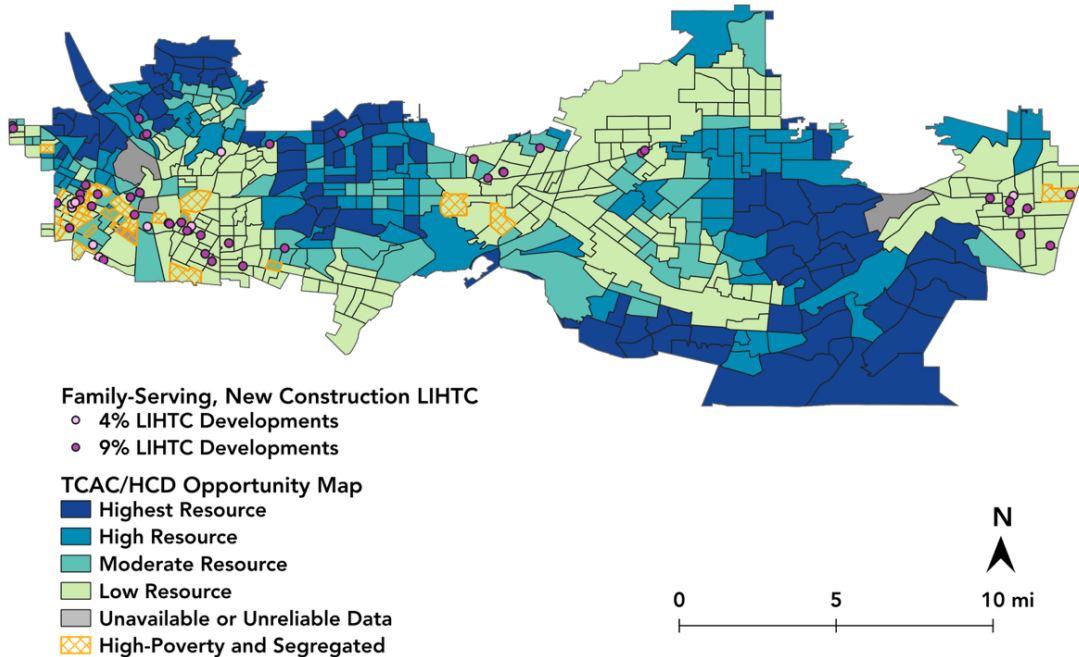 Family-Serving, New Construction LIHTC
4% LIHTC Developments
9% LIHTC Developments
TCAC/HCD Opportunity Map
Highest Resource
High Resource
Moderate Resource
Low Resource
Unavailable or Unreliable Data
High-Poverty and Segregated
N
0 5 10 mi